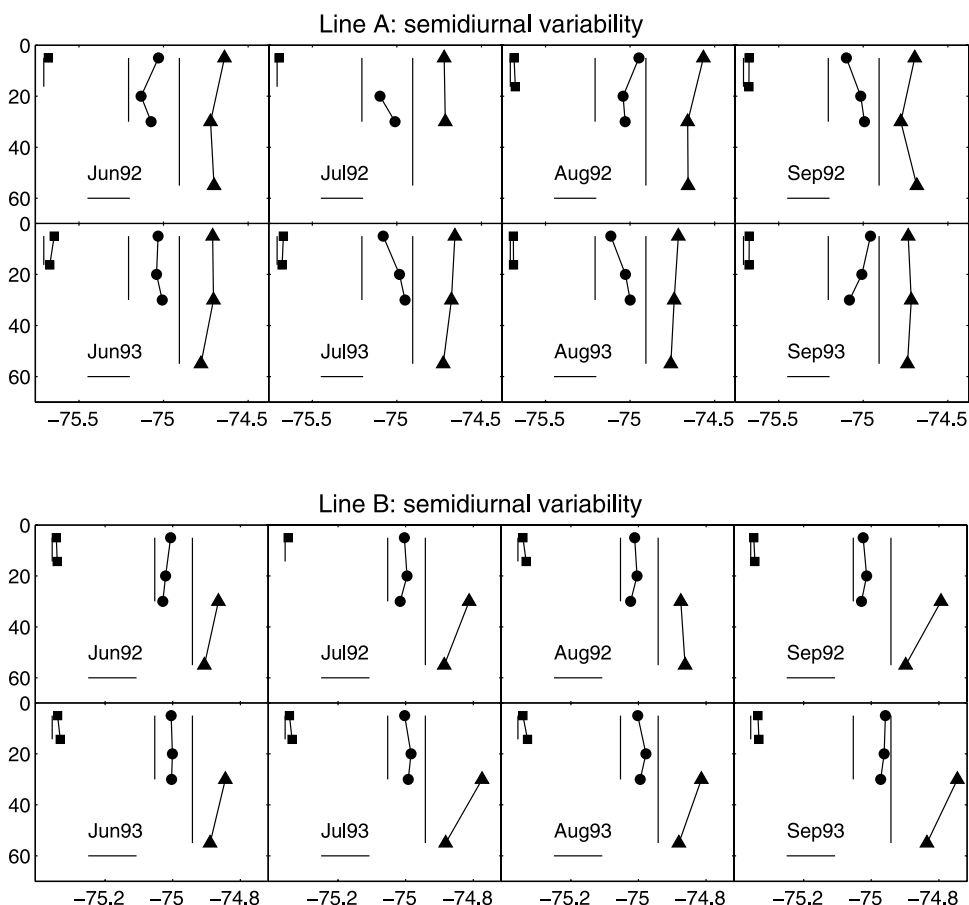 Line A: semidiurnal variability
0
20
40
60
Jun92
Jul92
Aug92
Sep92
0
20
40
60
Jun93
Jul93
Aug93
Sep93
−75.5 −75 −74.5 −75.5 −75 −74.5 −75.5 −75 −74.5 −75.5 −75 −74.5
Line B: semidiurnal variability
0
20
40
60
Jun92
Jul92
Aug92
Sep92
0
20
40
60
Jun93
Jul93
Aug93
Sep93
−75.2 −75 −74.8 −75.2 −75 −74.8 −75.2 −75 −74.8 −75.2 −75 −74.8